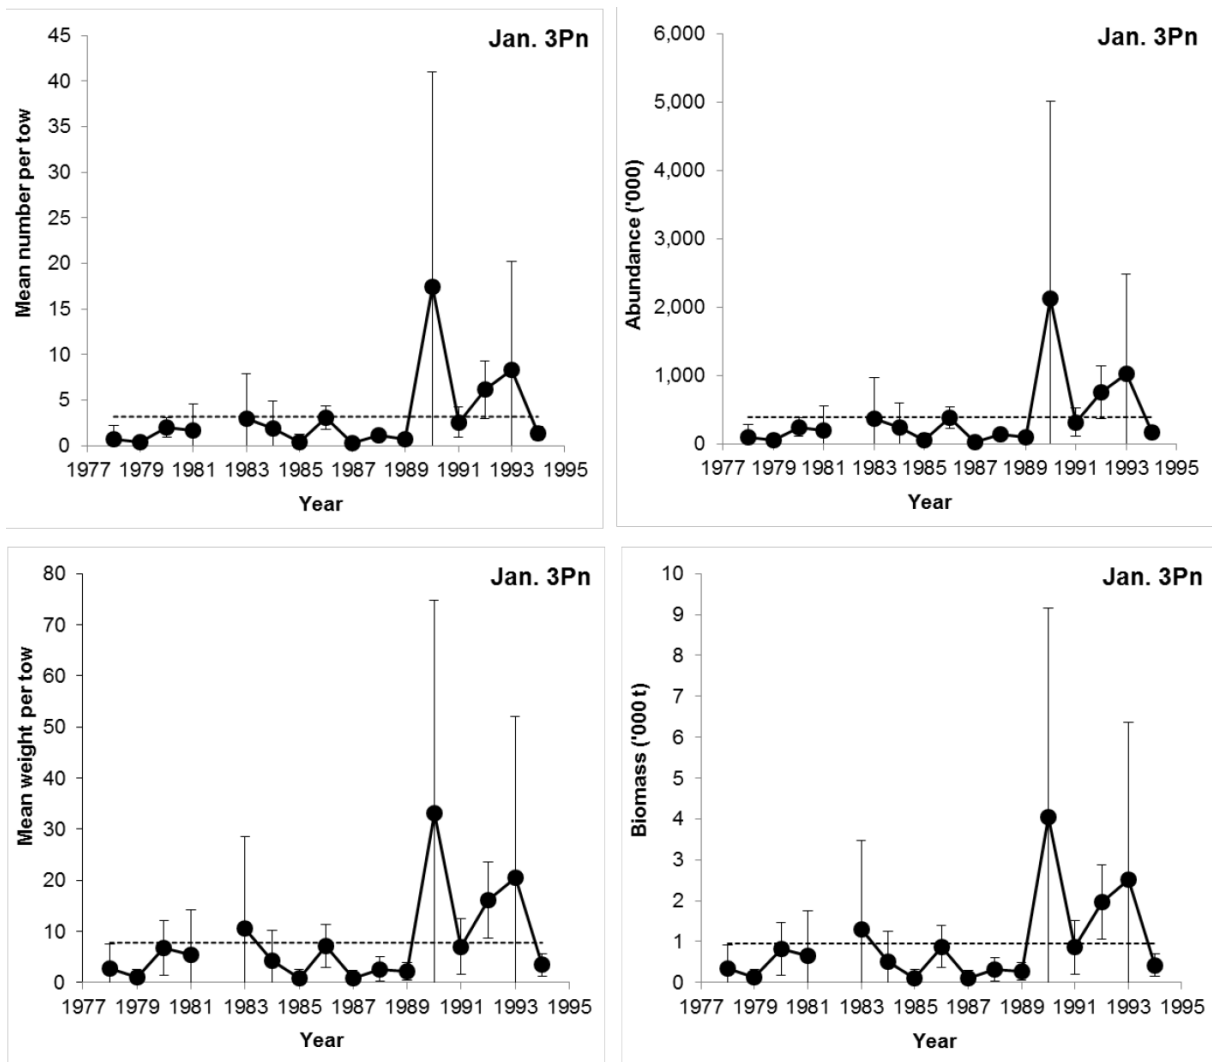 Jan. 3Pn
Mean number per tow
45
40
35
30
25
20
15
10
5
0
1977 1979 1981 1983 1985 1987 1989 1991 1993 1995
Year
Jan. 3Pn
Abundance ('000)
6,000
5,000
4,000
3,000
2,000
1,000
0
1977 1979 1981 1983 1985 1987 1989 1991 1993 1995
Year
Jan. 3Pn
Mean weight per tow
80
70
60
50
40
30
20
10
0
1977 1979 1981 1983 1985 1987 1989 1991 1993 1995
Year
Jan. 3Pn
Biomass ('000 t)
10
9
8
7
6
5
4
3
2
1
0
1977 1979 1981 1983 1985 1987 1989 1991 1993 1995
Year